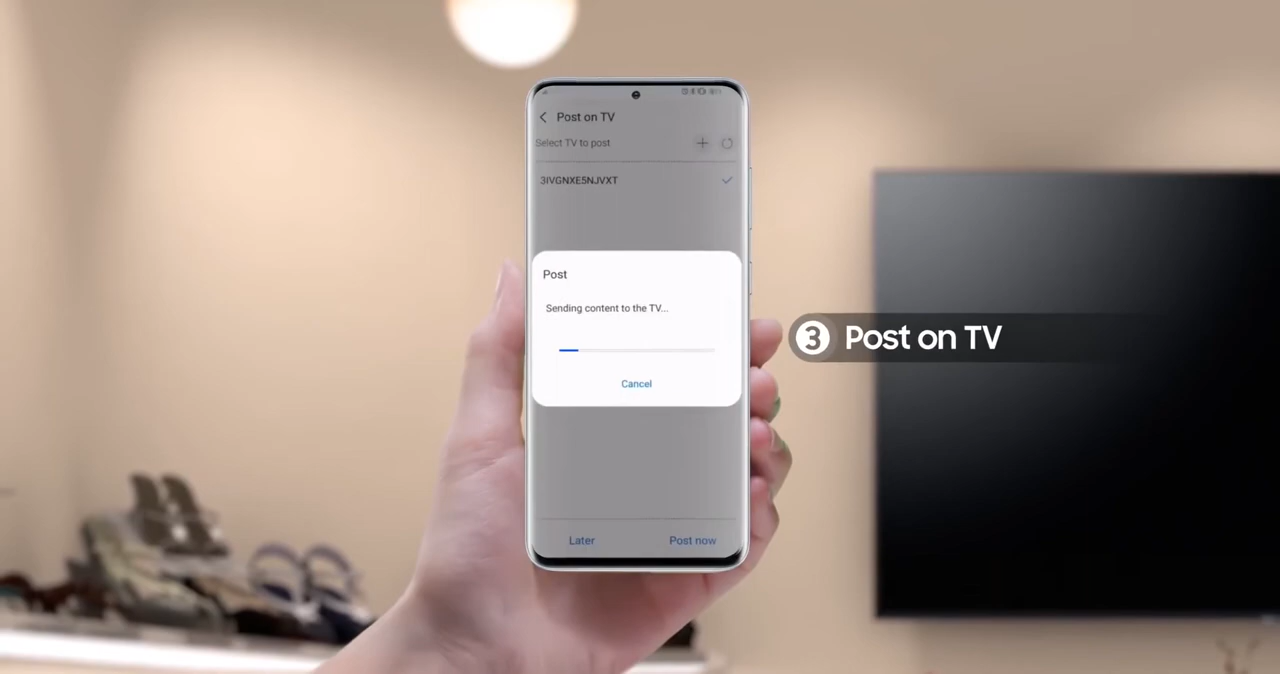 Post on TV
Select TV to post
3IVGNXE5NJVXT
Post
Sending content to the TV...
Cancel
Later
Post now
3 Post on TV